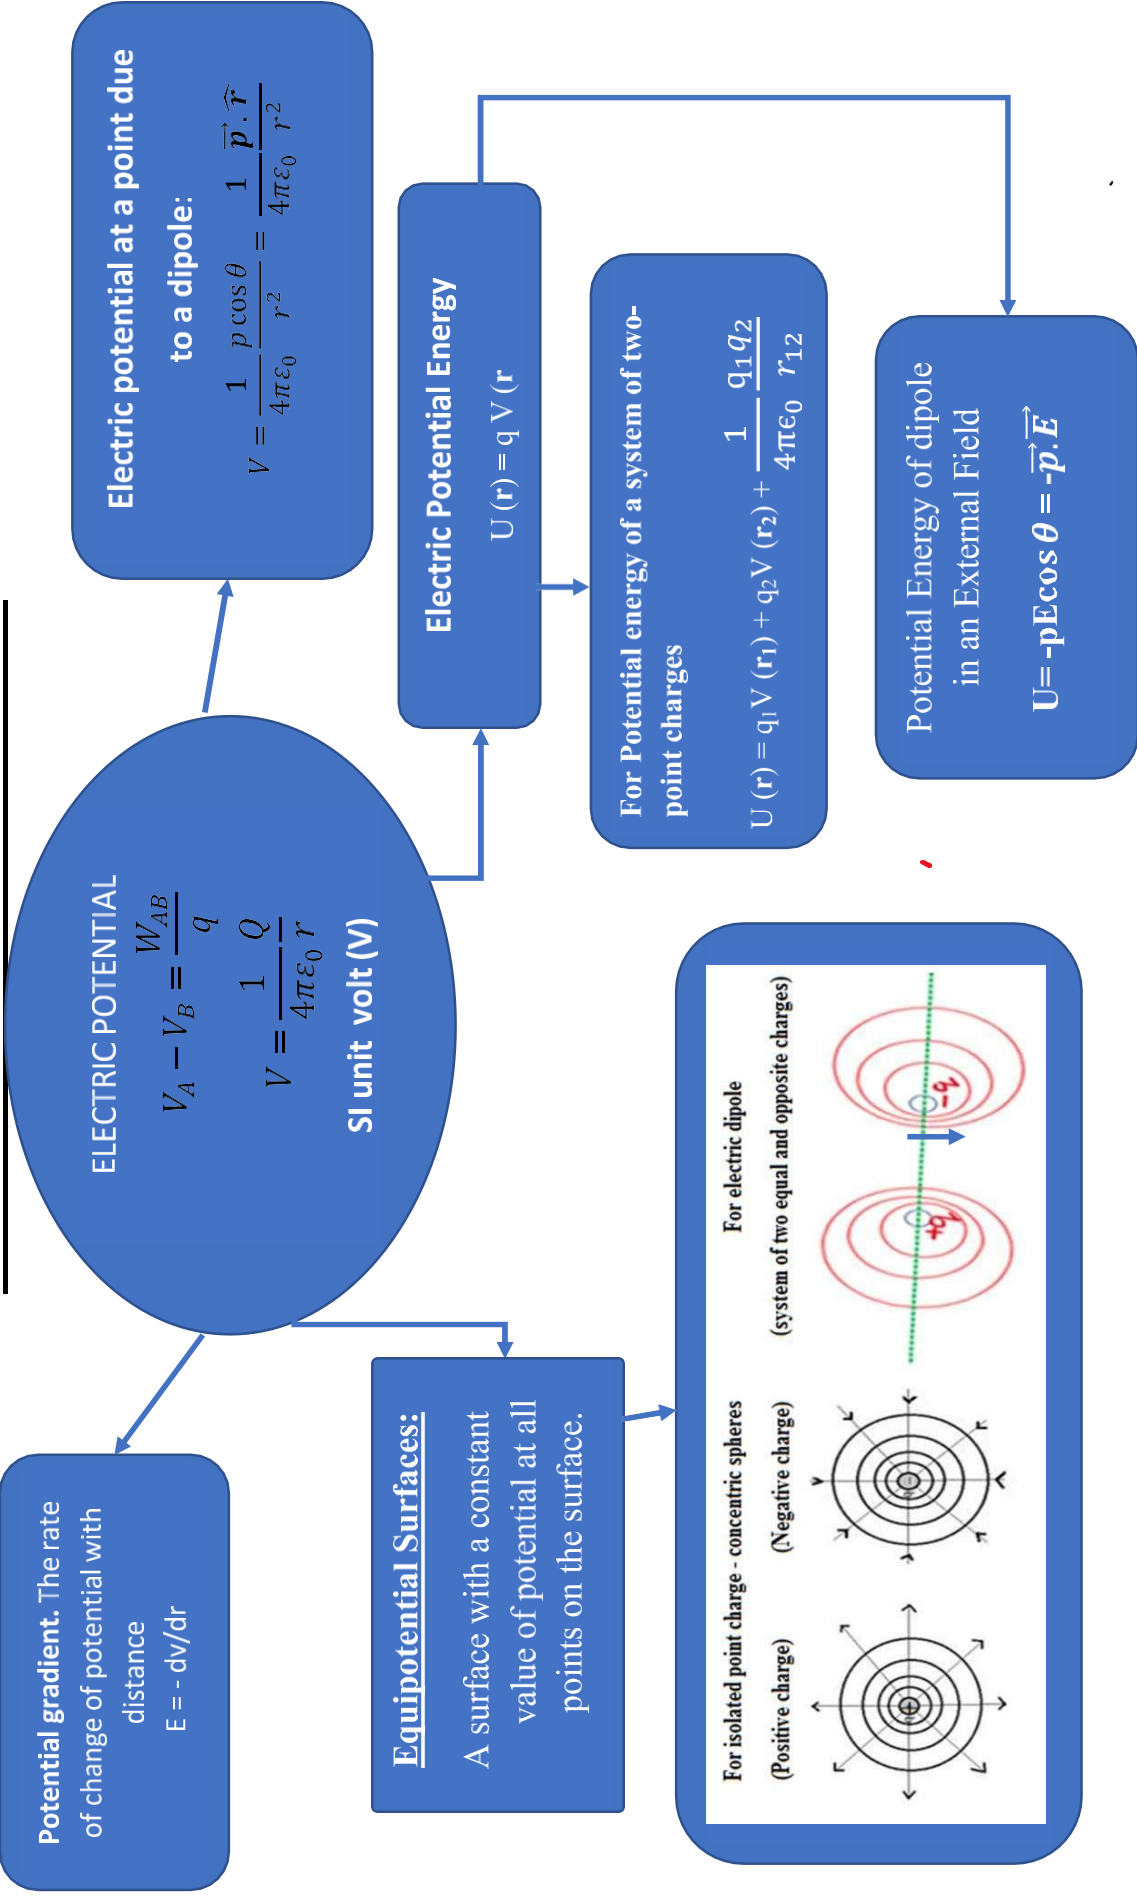 ELECTRIC POTENTIAL
V_A − V_B = W_AB / q
V = 1/4πε₀ Q/r
SI unit volt (V)
Potential gradient. The rate
of change of potential with
distance
E = - dv/dr
Electric potential at a point due
to a dipole:
V = 1/4πε₀ p cos θ/r² = 1/4πε₀ p⃗ . r̂/r²
Electric Potential Energy
U (r) = q V (r
For Potential energy of a system of two-
point charges
U (r) = q₁V (r₁) + q₂V (r₂) + 1/4πϵ₀ q₁q₂/r₁₂
Potential Energy of dipole
in an External Field
U= -pEcos θ = -p⃗.E⃗
Equipotential Surfaces:
A surface with a constant
value of potential at all
points on the surface.
For isolated point charge - concentric spheres
(Positive charge)
(Negative charge)
For electric dipole
(system of two equal and opposite charges)
+q
-q